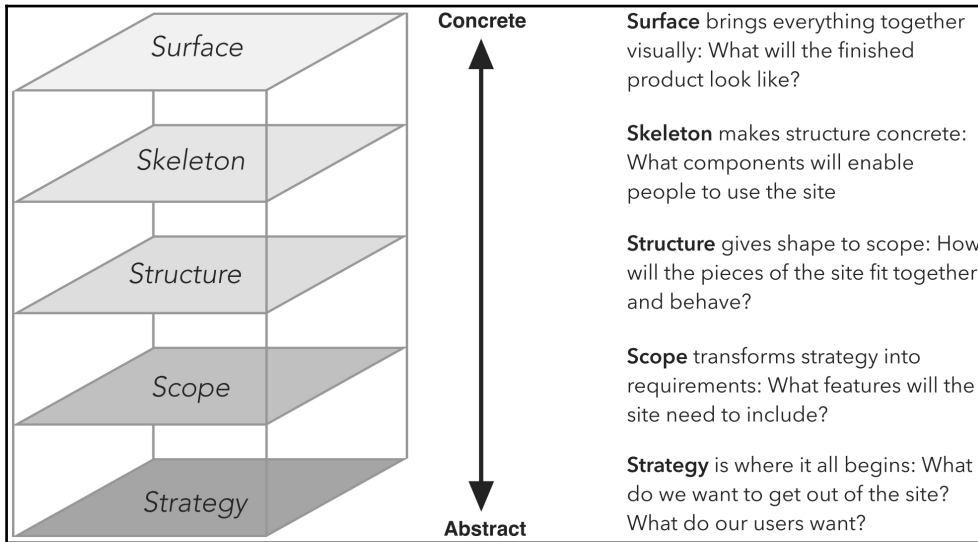 Surface
Skeleton
Structure
Scope
Strategy
Concrete
Abstract
Surface brings everything together
visually: What will the finished
product look like?
Skeleton makes structure concrete:
What components will enable
people to use the site
Structure gives shape to scope: How
will the pieces of the site fit together
and behave?
Scope transforms strategy into
requirements: What features will the
site need to include?
Strategy is where it all begins: What
do we want to get out of the site?
What do our users want?